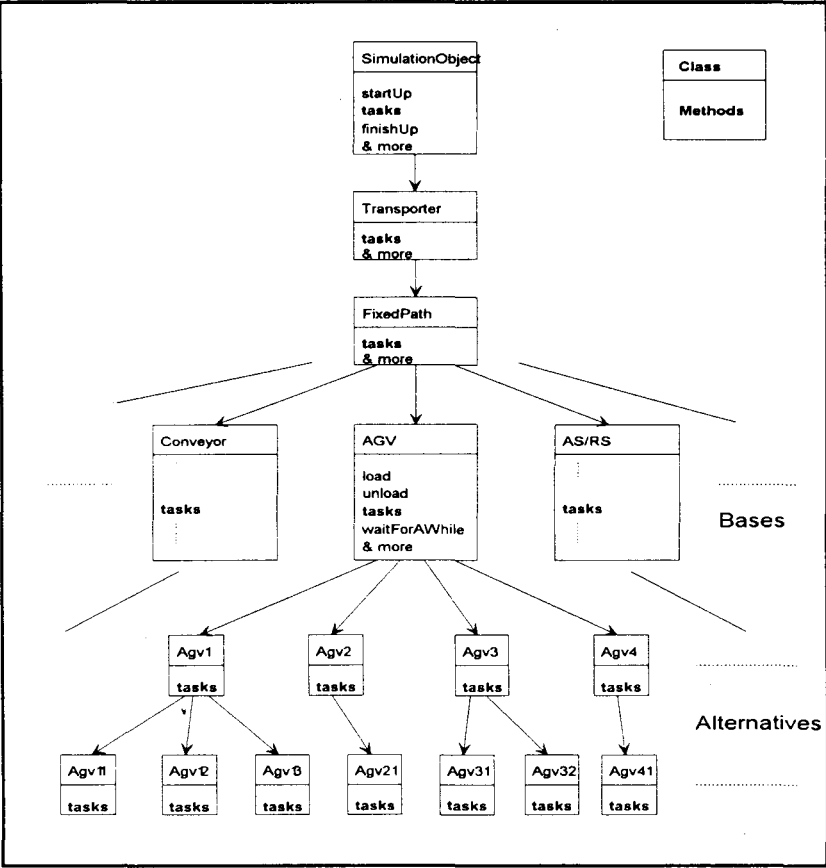 SimulationObject
startUp
tasks
finishUp
& more
Class
Methods
Transporter
tasks
& more
FixedPath
tasks
& more
Conveyor
tasks
AGV
load
unload
tasks
waitForAWhile
& more
AS/RS
tasks
Bases
Agv1
tasks
Agv2
tasks
Agv3
tasks
Agv4
tasks
Alternatives
Agv11
tasks
Agv12
tasks
Agv13
tasks
Agv21
tasks
Agv31
tasks
Agv32
tasks
Agv41
tasks